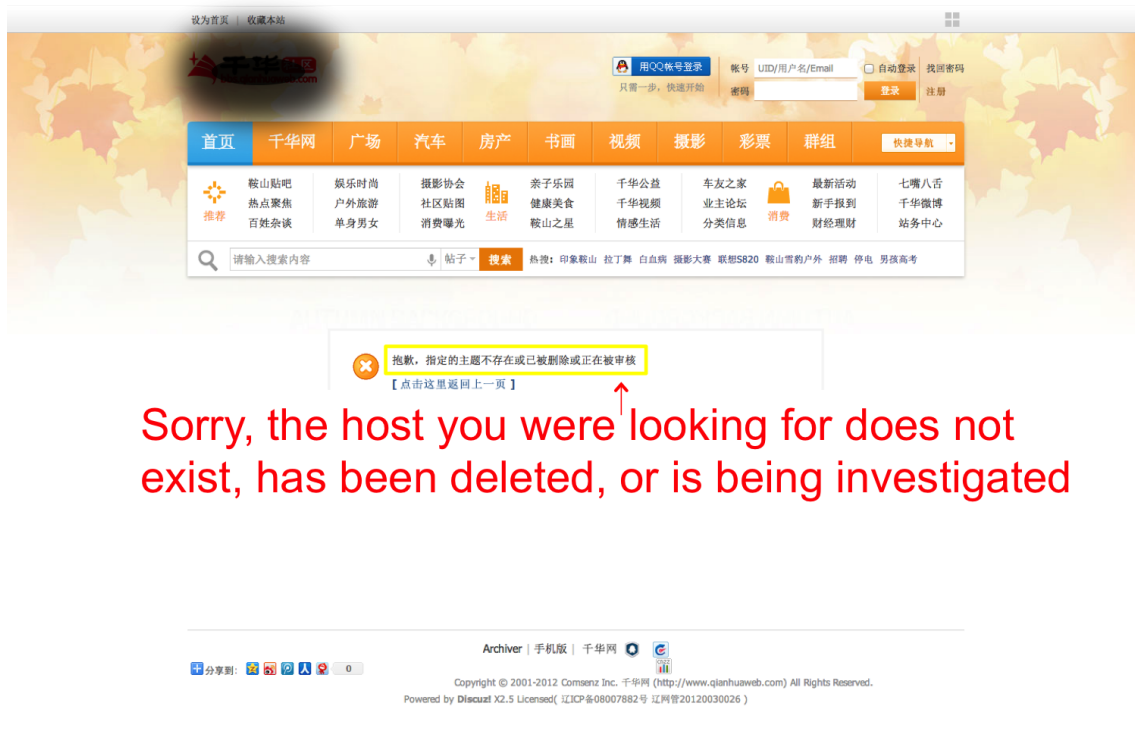 设为首页 | 收藏本站
千华社区
用QQ帐号登录
只需一步，快速开始
帐号 UID/用户名/Email 自动登录 找回密码
密码 登录 注册
首页 千华网 广场 汽车 房产 书画 视频 摄影 彩票 群组 快捷导航
推荐
鞍山贴吧 娱乐时尚 摄影协会
热点聚焦 户外旅游 社区贴图
百姓杂谈 单身男女 消费曝光
生活
亲子乐园 千华公益 车友之家
健康美食 千华视频 业主论坛
鞍山之星 情感生活 分类信息
消费
最新活动 七嘴八舌
新手报到 千华微博
财经理财 站务中心
请输入搜索内容 帖子 搜索 热搜: 印象鞍山 拉丁舞 白血病 摄影大赛 联想S820 鞍山雪豹户外 招聘 停电 男孩高考
抱歉，指定的主题不存在或已被删除或正在被审核
[ 点击这里返回上一页 ]
Sorry, the host you were looking for does not
exist, has been deleted, or is being investigated
Archiver | 手机版 | 千华网
分享到: 0
Copyright © 2001-2012 Comsenz Inc. 千华网 (http://www.qianhuaweb.com) All Rights Reserved.
Powered by Discuz! X2.5 Licensed( 辽ICP备08007882号 辽网管20120030026 )